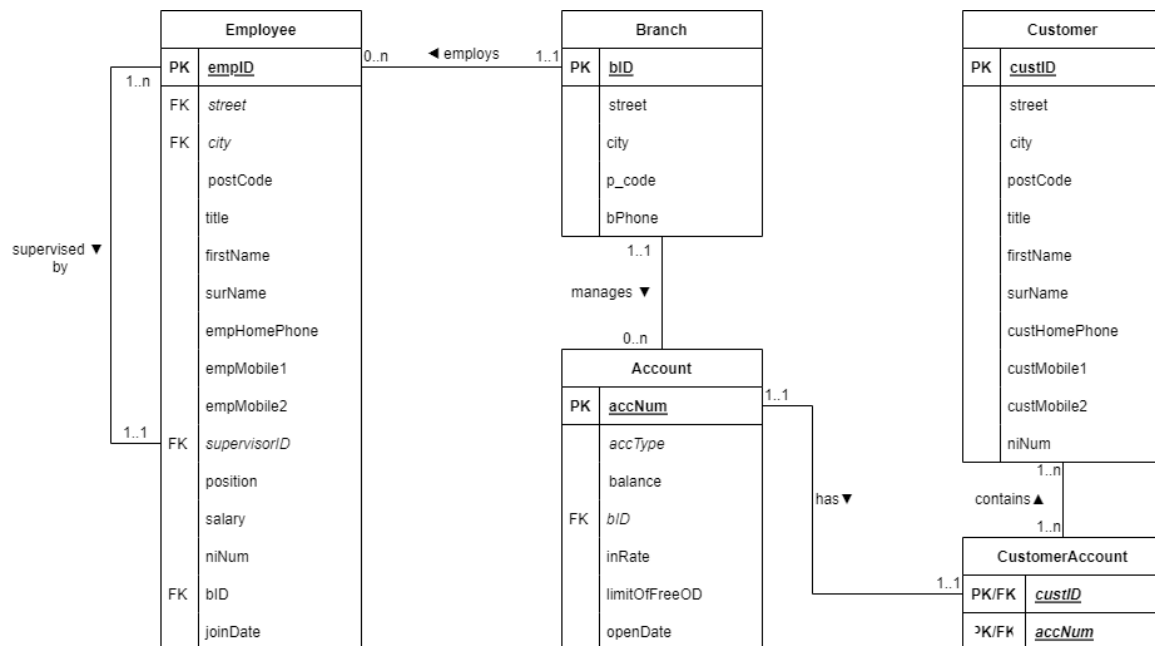 Employee
PK empID
FK street
FK city
postCode
title
firstName
surName
empHomePhone
empMobile1
empMobile2
FK supervisorID
position
salary
niNum
FK bID
joinDate
1..n
supervised ▼
by
1..1
0..n ◄ employs 1..1
Branch
PK bID
street
city
p_code
bPhone
1..1
manages ▼
0..n
Account
PK accNum
accType
balance
FK bID
inRate
limitOfFreeOD
openDate
1..1
has▼
1..1
Customer
PK custID
street
city
postCode
title
firstName
surName
custHomePhone
custMobile1
custMobile2
niNum
1..n
contains▲
1..n
CustomerAccount
PK/FK custID
PK/FK accNum